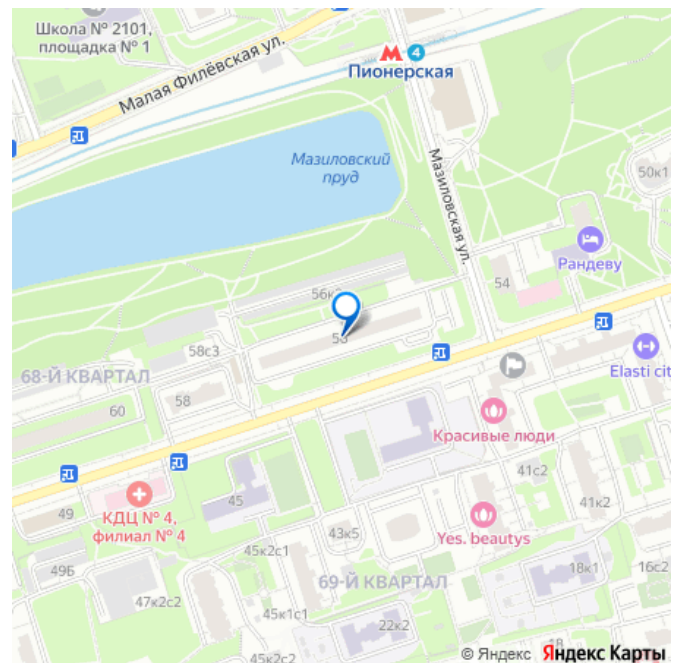 Школа № 2101,
площадка № 1
Малая Филёвская ул.
М 4
Пионерская
Мазиловский
пруд
Мазиловская ул.
50к1
Рандеву
54
56к2
56
58с3
68-Й КВАРТАЛ
58
60
Elasti cit
Красивые люди
41с2
КДЦ № 4,
филиал № 4
49
45
Yes. beautys
41к2
43к5
45к2с1
49Б
69-Й КВАРТАЛ
18к1
16с2
47к2с2
45к1с1
22к2
18
45к2с2
© Яндекс Яндекс Карты